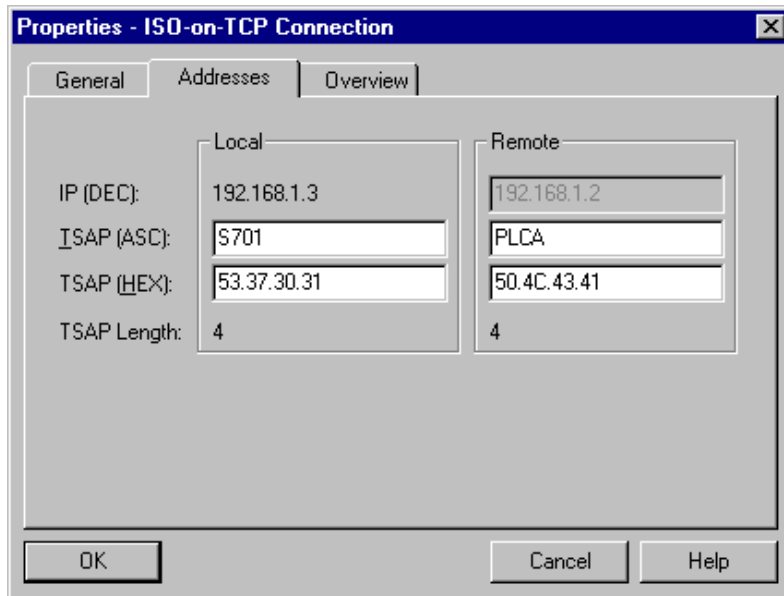 Properties - ISO-on-TCP Connection
General Addresses Overview
Local Remote
IP (DEC): 192.168.1.3 192.168.1.2
TSAP (ASC): S701 PLCA
TSAP (HEX): 53.37.30.31 50.4C.43.41
TSAP Length: 4 4
OK Cancel Help